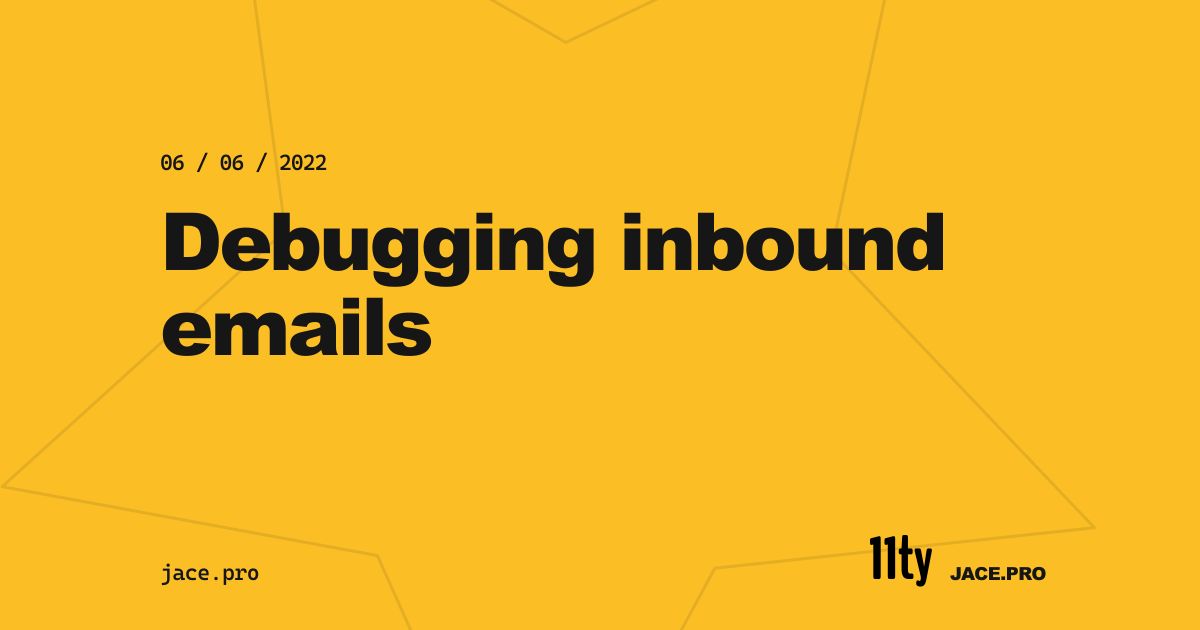 06 / 06 / 2022
Debugging inbound
emails
jace.pro
11ty JACE.PRO